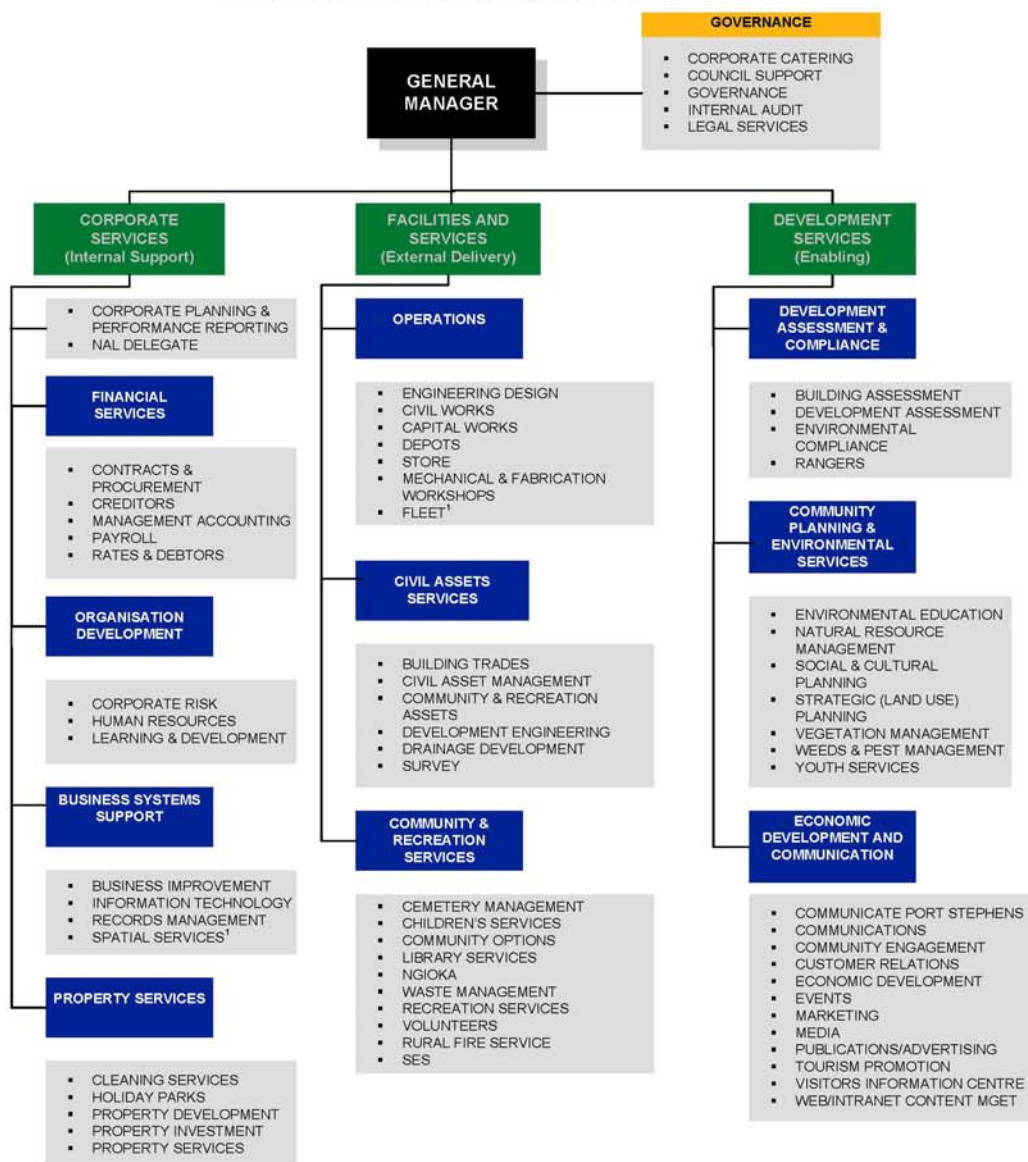 GOVERNANCE
▪ CORPORATE CATERING
▪ COUNCIL SUPPORT
▪ GOVERNANCE
▪ INTERNAL AUDIT
▪ LEGAL SERVICES
GENERAL
MANAGER
CORPORATE
SERVICES
(Internal Support)
▪ CORPORATE PLANNING &
PERFORMANCE REPORTING
▪ NAL DELEGATE
FINANCIAL
SERVICES
▪ CONTRACTS &
PROCUREMENT
▪ CREDITORS
▪ MANAGEMENT ACCOUNTING
▪ PAYROLL
▪ RATES & DEBTORS
ORGANISATION
DEVELOPMENT
▪ CORPORATE RISK
▪ HUMAN RESOURCES
▪ LEARNING & DEVELOPMENT
BUSINESS SYSTEMS
SUPPORT
▪ BUSINESS IMPROVEMENT
▪ INFORMATION TECHNOLOGY
▪ RECORDS MANAGEMENT
▪ SPATIAL SERVICES¹
PROPERTY SERVICES
▪ CLEANING SERVICES
▪ HOLIDAY PARKS
▪ PROPERTY DEVELOPMENT
▪ PROPERTY INVESTMENT
▪ PROPERTY SERVICES
FACILITIES AND
SERVICES
(External Delivery)
OPERATIONS
▪ ENGINEERING DESIGN
▪ CIVIL WORKS
▪ CAPITAL WORKS
▪ DEPOTS
▪ STORE
▪ MECHANICAL & FABRICATION
WORKSHOPS
▪ FLEET¹
CIVIL ASSETS
SERVICES
▪ BUILDING TRADES
▪ CIVIL ASSET MANAGEMENT
▪ COMMUNITY & RECREATION
ASSETS
▪ DEVELOPMENT ENGINEERING
▪ DRAINAGE DEVELOPMENT
▪ SURVEY
COMMUNITY &
RECREATION
SERVICES
▪ CEMETERY MANAGEMENT
▪ CHILDREN'S SERVICES
▪ COMMUNITY OPTIONS
▪ LIBRARY SERVICES
▪ NGIOKA
▪ WASTE MANAGEMENT
▪ RECREATION SERVICES
▪ VOLUNTEERS
▪ RURAL FIRE SERVICE
▪ SES
DEVELOPMENT
SERVICES
(Enabling)
DEVELOPMENT
ASSESSMENT &
COMPLIANCE
▪ BUILDING ASSESSMENT
▪ DEVELOPMENT ASSESSMENT
▪ ENVIRONMENTAL
COMPLIANCE
▪ RANGERS
COMMUNITY
PLANNING &
ENVIRONMENTAL
SERVICES
▪ ENVIRONMENTAL EDUCATION
▪ NATURAL RESOURCE
MANAGEMENT
▪ SOCIAL & CULTURAL
PLANNING
▪ STRATEGIC (LAND USE)
PLANNING
▪ VEGETATION MANAGEMENT
▪ WEEDS & PEST MANAGEMENT
▪ YOUTH SERVICES
ECONOMIC
DEVELOPMENT AND
COMMUNICATION
▪ COMMUNICATE PORT STEPHENS
▪ COMMUNICATIONS
▪ COMMUNITY ENGAGEMENT
▪ CUSTOMER RELATIONS
▪ ECONOMIC DEVELOPMENT
▪ EVENTS
▪ MARKETING
▪ MEDIA
▪ PUBLICATIONS/ADVERTISING
▪ TOURISM PROMOTION
▪ VISITORS INFORMATION CENTRE
▪ WEB/INTRANET CONTENT MGET